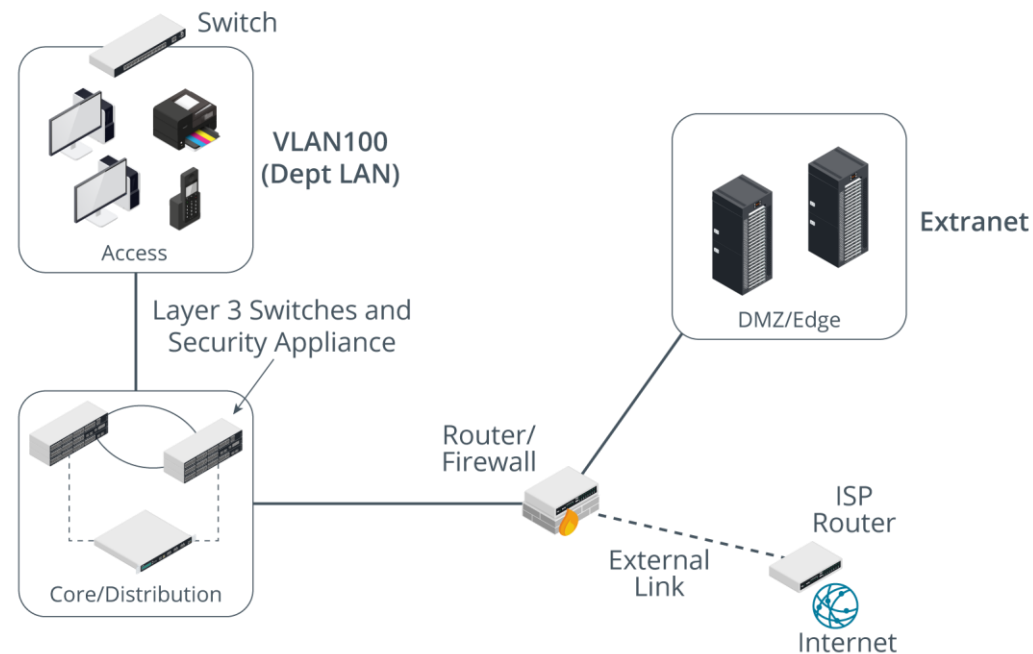 Switch
VLAN100
(Dept LAN)
Access
Layer 3 Switches and
Security Appliance
Core/Distribution
Router/
Firewall
Extranet
DMZ/Edge
External
Link
ISP
Router
Internet